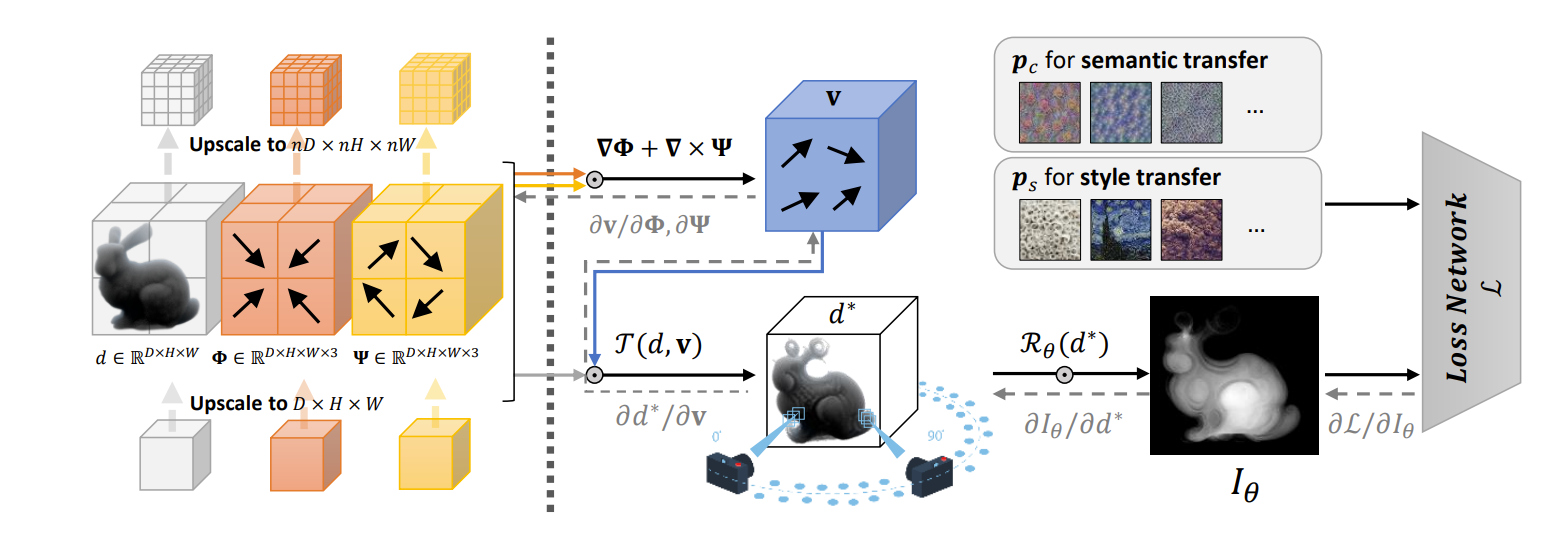 Upscale to nD × nH × nW
d ∈ ℝ^{D×H×W}
Φ ∈ ℝ^{D×H×W×3}
Ψ ∈ ℝ^{D×H×W×3}
Upscale to D × H × W
∇Φ + ∇ × Ψ
∂v/∂Φ, ∂Ψ
v
𝒯(d, v)
∂d*/∂v
d*
0°
90°
p_c for semantic transfer
...
p_s for style transfer
...
ℛ_θ(d*)
∂I_θ/∂d*
I_θ
∂ℒ/∂I_θ
Loss Network
ℒ